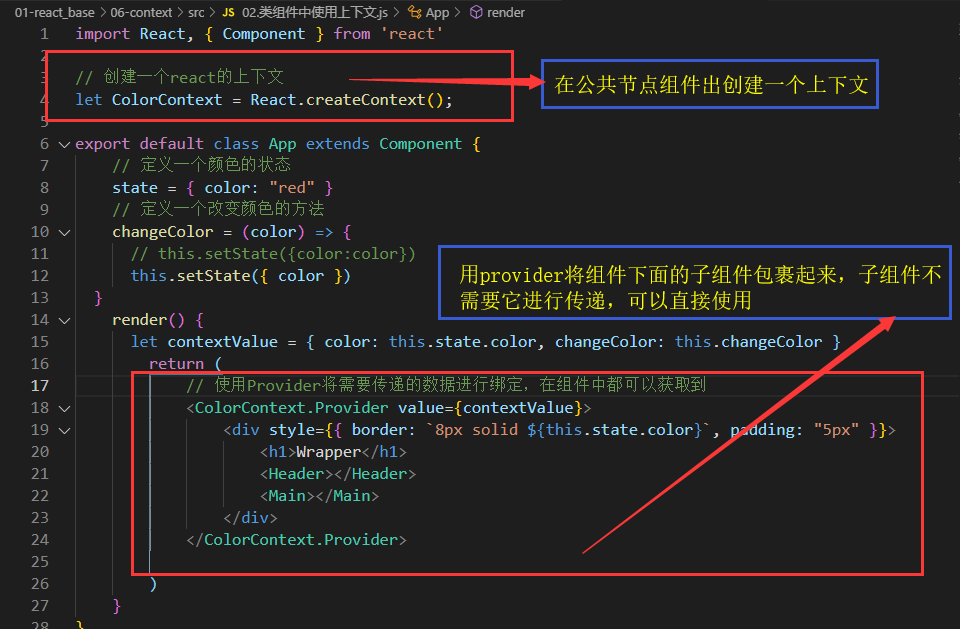 01-react_base > 06-context > src > JS 02.类组件中使用上下文.js > App > render
1 import React, { Component } from 'react'
2
3 // 创建一个react的上下文
在公共节点组件出创建一个上下文
4 let ColorContext = React.createContext();
5
6 export default class App extends Component {
7 // 定义一个颜色的状态
8 state = { color: "red" }
9 // 定义一个改变颜色的方法
10 changeColor = (color) => {
11 // this.setState({color:color})
12 this.setState({ color })
用provider将组件下面的子组件包裹起来，子组件不
需要它进行传递，可以直接使用
13 }
14 render() {
15 let contextValue = { color: this.state.color, changeColor: this.changeColor }
16 return (
17 // 使用Provider将需要传递的数据进行绑定，在组件中都可以获取到
18 <ColorContext.Provider value={contextValue}>
19 <div style={{ border: `8px solid ${this.state.color}`, padding: "5px" }}>
20 <h1>Wrapper</h1>
21 <Header></Header>
22 <Main></Main>
23 </div>
24 </ColorContext.Provider>
25
26 )
27 }
28 }